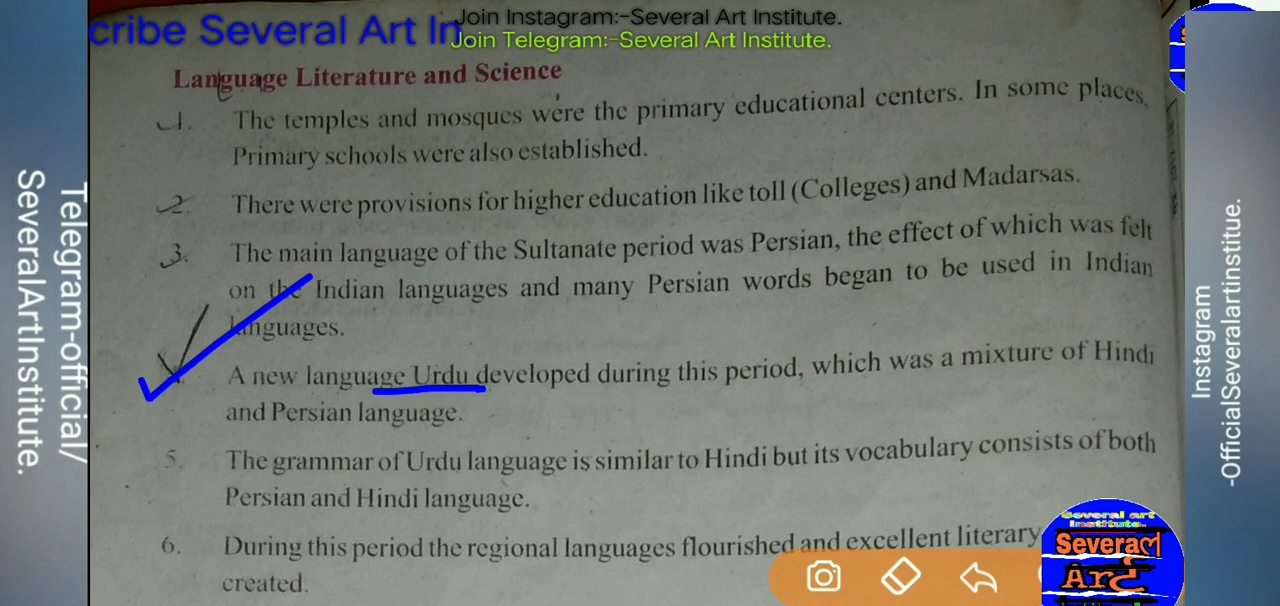 cribe Several Art In
Join Instagram:-Several Art Institute.
Join Telegram:-Several Art Institute.
Language Literature and Science
1. The temples and mosques were the primary educational centers. In some places,
Primary schools were also established.
2. There were provisions for higher education like toll (Colleges) and Madarsas.
3. The main language of the Sultanate period was Persian, the effect of which was felt
on the Indian languages and many Persian words began to be used in Indian
languages.
A new language Urdu developed during this period, which was a mixture of Hindi
and Persian language.
5. The grammar of Urdu language is similar to Hindi but its vocabulary consists of both
Persian and Hindi language.
6. During this period the regional languages flourished and excellent literary
created.
Telegram-official/
SeveralArtInstitute.
Instagram
-OfficialSeveralartinstitue.
Several art
institute.
Several
Art